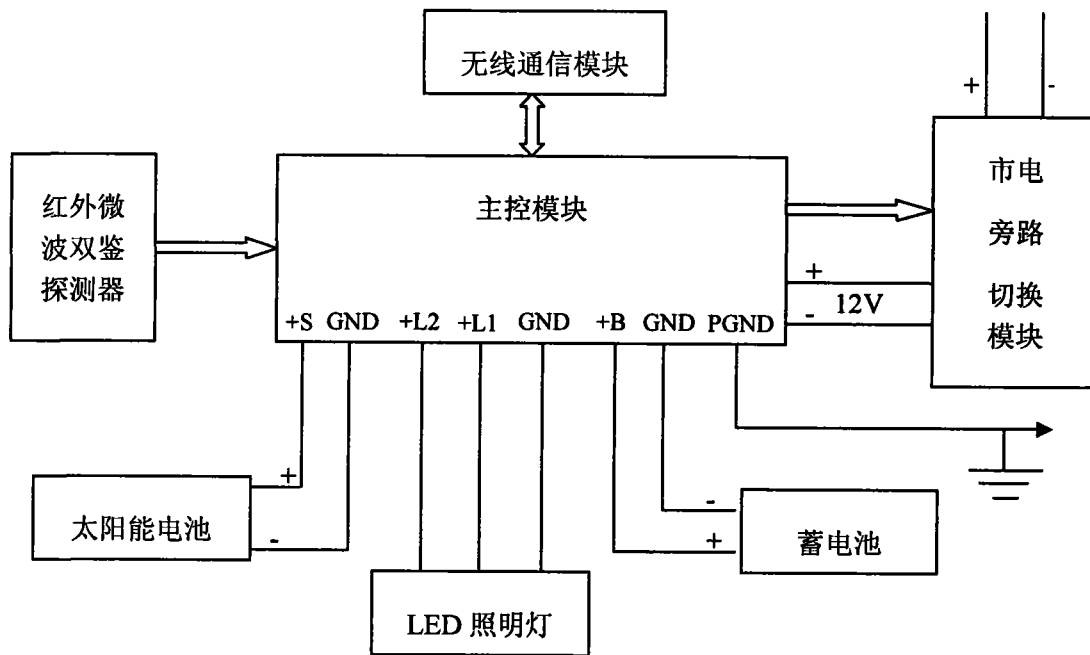 无线通信模块
+ -
红外微
波双鉴
探测器
主控模块
市电
旁路
切换
模块
+
12V
-
+S GND +L2 +L1 GND +B GND PGND
+
太阳能电池
-
-
+
蓄电池
LED 照明灯